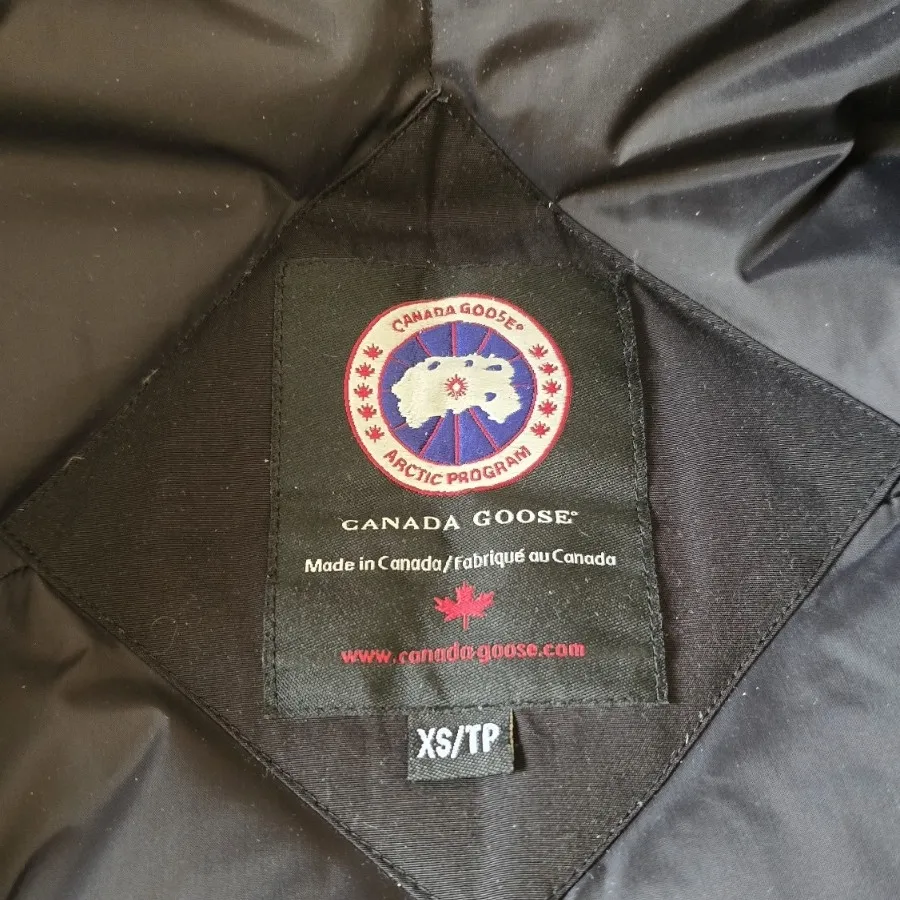 CANADA GOOSE®
ARCTIC PROGRAM
CANADA GOOSE®
Made in Canada/Fabriqué au Canada
www.canada-goose.com
XS/TP